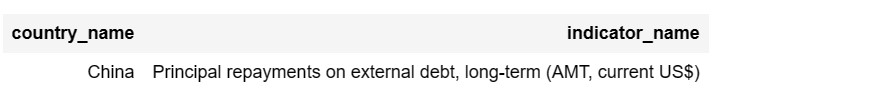 country_name indicator_name
China Principal repayments on external debt, long-term (AMT, current US$)